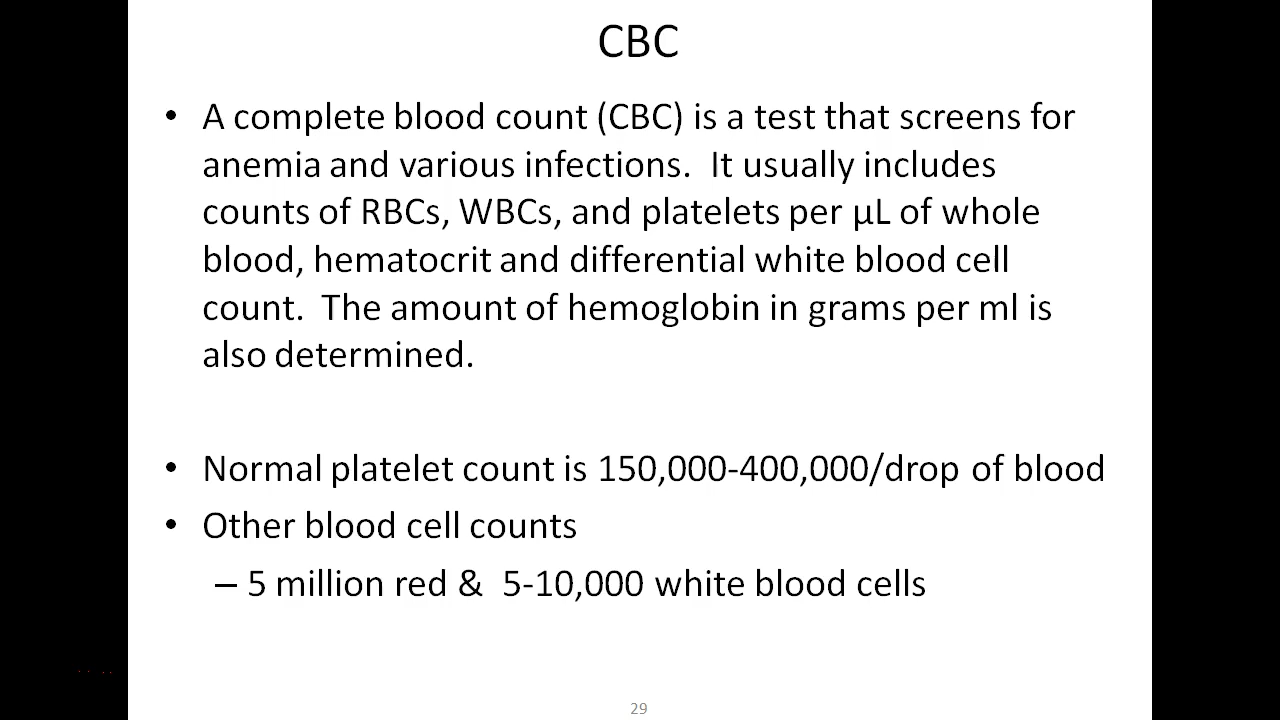 CBC
• A complete blood count (CBC) is a test that screens for
anemia and various infections.  It usually includes
counts of RBCs, WBCs, and platelets per µL of whole
blood, hematocrit and differential white blood cell
count.  The amount of hemoglobin in grams per ml is
also determined.
• Normal platelet count is 150,000-400,000/drop of blood
• Other blood cell counts
– 5 million red &  5-10,000 white blood cells
29